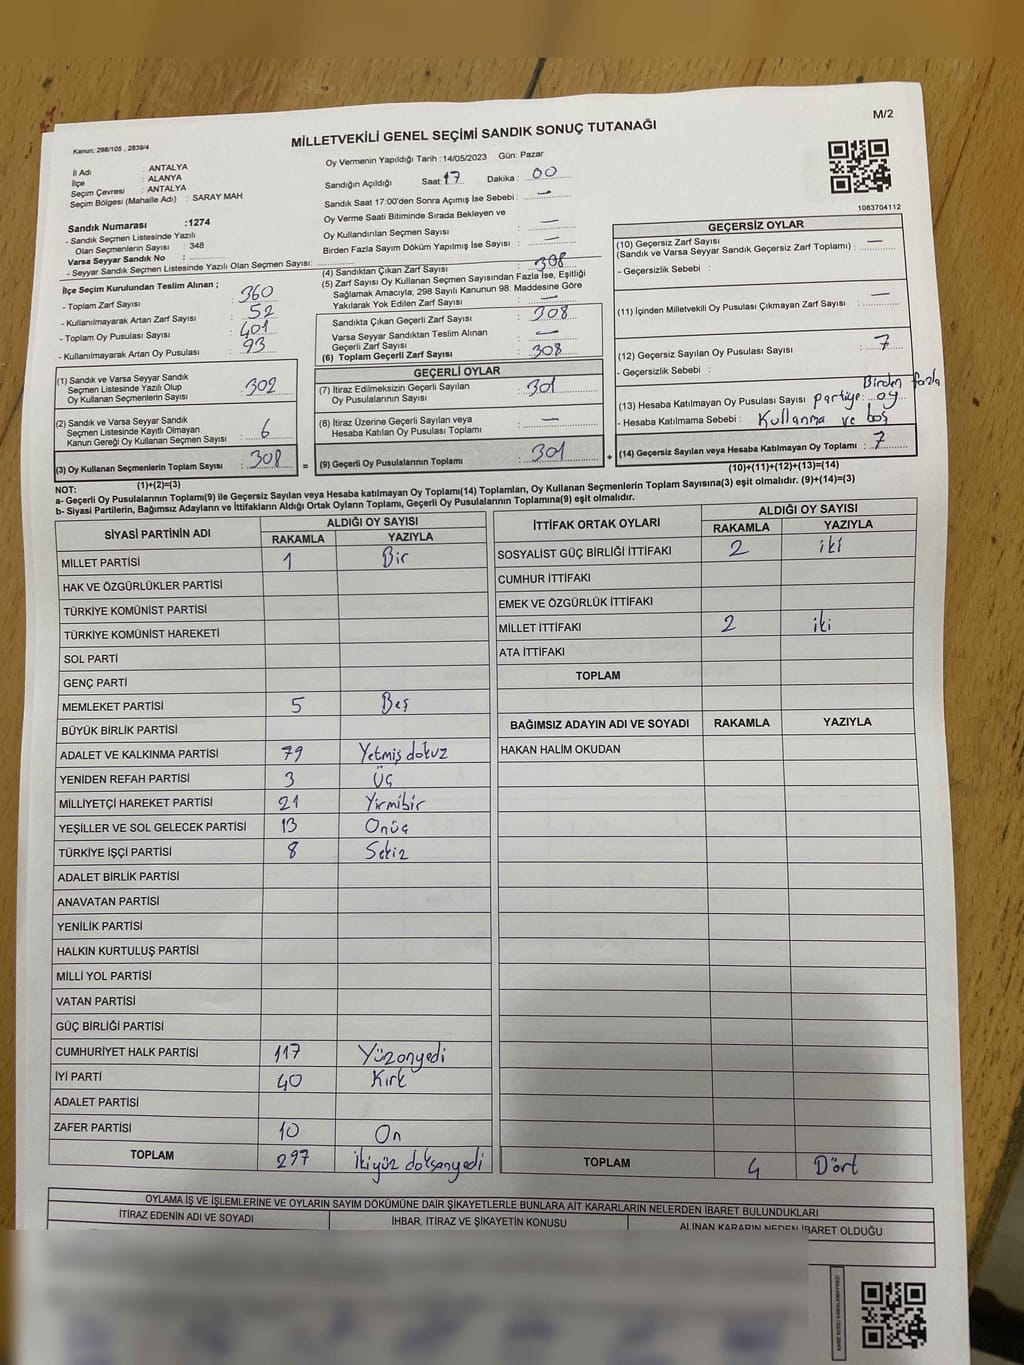 M/2
Kanun; 298/105 , 2839/4
MİLLETVEKİLİ GENEL SEÇİMİ SANDIK SONUÇ TUTANAĞI
İl Adı : ANTALYA
İlçe : ALANYA
Seçim Çevresi : ANTALYA
Seçim Bölgesi (Mahalle Adı) : SARAY MAH
Sandık Numarası :1274
- Sandık Seçmen Listesinde Yazılı
Olan Seçmenlerin Sayısı : 348
Varsa Seyyar Sandık No :
- Seyyar Sandık Seçmen Listesinde Yazılı Olan Seçmen Sayısı:
Oy Vermenin Yapıldığı Tarih : 14/05/2023 Gün: Pazar
Sandığın Açıldığı Saat : 17 Dakika : 00
Sandık Saat 17:00'den Sonra Açımış İse Sebebi : —
Oy Verme Saati Bitiminde Sırada Bekleyen ve
Oy Kullandırılan Seçmen Sayısı : —
Birden Fazla Sayım Döküm Yapılmış İse Sayısı : —
1083704112
İlçe Seçim Kurulundan Teslim Alınan ;
- Toplam Zarf Sayısı : 360
- Kullanılmayarak Artan Zarf Sayısı : 52
- Toplam Oy Pusulası Sayısı : 401
- Kullanılmayarak Artan Oy Pusulası : 93
(4) Sandıktan Çıkan Zarf Sayısı : 308
(5) Zarf Sayısı Oy Kullanan Seçmen Sayısından Fazla İse, Eşitliği
Sağlamak Amacıyla, 298 Sayılı Kanunun 98. Maddesine Göre
Yakılarak Yok Edilen Zarf Sayısı : —
Sandıkta Çıkan Geçerli Zarf Sayısı : 308
Varsa Seyyar Sandıktan Teslim Alınan
Geçerli Zarf Sayısı : —
(6) Toplam Geçerli Zarf Sayısı : 308
GEÇERSİZ OYLAR
(10) Geçersiz Zarf Sayısı
(Sandık ve Varsa Seyyar Sandık Geçersiz Zarf Toplamı) : —
- Geçersizlik Sebebi :
(11) İçinden Milletvekili Oy Pusulası Çıkmayan Zarf Sayısı : —
(12) Geçersiz Sayılan Oy Pusulası Sayısı : 7
- Geçersizlik Sebebi :
Birden fazla
(13) Hesaba Katılmayan Oy Pusulası Sayısı : partiye oy
- Hesaba Katılmama Sebebi : Kullanma ve boş
(14) Geçersiz Sayılan veya Hesaba Katılmayan Oy Toplamı : 7
(10)+(11)+(12)+(13)=(14)
(1) Sandık ve Varsa Seyyar Sandık
Seçmen Listesinde Yazılı Olup
Oy Kullanan Seçmenlerin Sayısı : 302
(2) Sandık ve Varsa Seyyar Sandık
Seçmen Listesinde Kayıtlı Olmayan
Kanun Gereği Oy Kullanan Seçmen Sayısı : 6
(3) Oy Kullanan Seçmenlerin Toplam Sayısı : 308
(1)+(2)=(3)
GEÇERLİ OYLAR
(7) İtiraz Edilmeksizin Geçerli Sayılan
Oy Pusulasının Sayısı : 301
(8) İtiraz Üzerine Geçerli Sayılan veya
Hesaba Katılan Oy Pusulası Toplamı : —
(9) Geçerli Oy Pusulalarının Toplamı : 301
=
+
NOT:
a- Geçerli Oy Pusulalarının Toplamı(9) ile Geçersiz Sayılan veya Hesaba katılmayan Oy Toplamı(14) Toplamları, Oy Kullanan Seçmenlerin Toplam Sayısına(3) eşit olmalıdır. (9)+(14)=(3)
b- Siyasi Partilerin, Bağımsız Adayların ve İttifakların Aldığı Ortak Oyların Toplamı, Geçerli Oy Pusulalarının Toplamına(9) eşit olmalıdır.
SİYASİ PARTİNİN ADI ALDIĞI OY SAYISI
RAKAMLA YAZIYLA
MİLLET PARTİSİ 1 Bir
HAK VE ÖZGÜRLÜKLER PARTİSİ
TÜRKİYE KOMÜNİST PARTİSİ
TÜRKİYE KOMÜNİST HAREKETİ
SOL PARTİ
GENÇ PARTİ
MEMLEKET PARTİSİ 5 Beş
BÜYÜK BİRLİK PARTİSİ
ADALET VE KALKINMA PARTİSİ 79 Yetmiş dokuz
YENİDEN REFAH PARTİSİ 3 Üç
MİLLİYETÇİ HAREKET PARTİSİ 21 Yirmibir
YEŞİLLER VE SOL GELECEK PARTİSİ 13 Onüç
TÜRKİYE İŞÇİ PARTİSİ 8 Sekiz
ADALET BİRLİK PARTİSİ
ANAVATAN PARTİSİ
YENİLİK PARTİSİ
HALKIN KURTULUŞ PARTİSİ
MİLLİ YOL PARTİSİ
VATAN PARTİSİ
GÜÇ BİRLİĞİ PARTİSİ
CUMHURİYET HALK PARTİSİ 117 Yüzonyedi
İYİ PARTİ 40 Kırk
ADALET PARTİSİ
ZAFER PARTİSİ 10 On
TOPLAM 297 İkiyüz doksanyedi
İTTİFAK ORTAK OYLARI ALDIĞI OY SAYISI
RAKAMLA YAZIYLA
SOSYALİST GÜÇ BİRLİĞİ İTTİFAKI 2 iki
CUMHUR İTTİFAKI
EMEK VE ÖZGÜRLÜK İTTİFAKI
MİLLET İTTİFAKI 2 iki
ATA İTTİFAKI
TOPLAM
BAĞIMSIZ ADAYIN ADI VE SOYADI RAKAMLA YAZIYLA
HAKAN HALİM OKUDAN
TOPLAM 4 Dört
OYLAMA İŞ VE İŞLEMLERİNE VE OYLARIN SAYIM DÖKÜMÜNE DAİR ŞİKAYETLERLE BUNLARA AİT KARARLARIN NELERDEN İBARET BULUNDUKLARI
İTİRAZ EDENİN ADI VE SOYADI İHBAR, İTİRAZ VE ŞİKAYETİN KONUSU ALINAN KARARIN NEDEN İBARET OLDUĞU